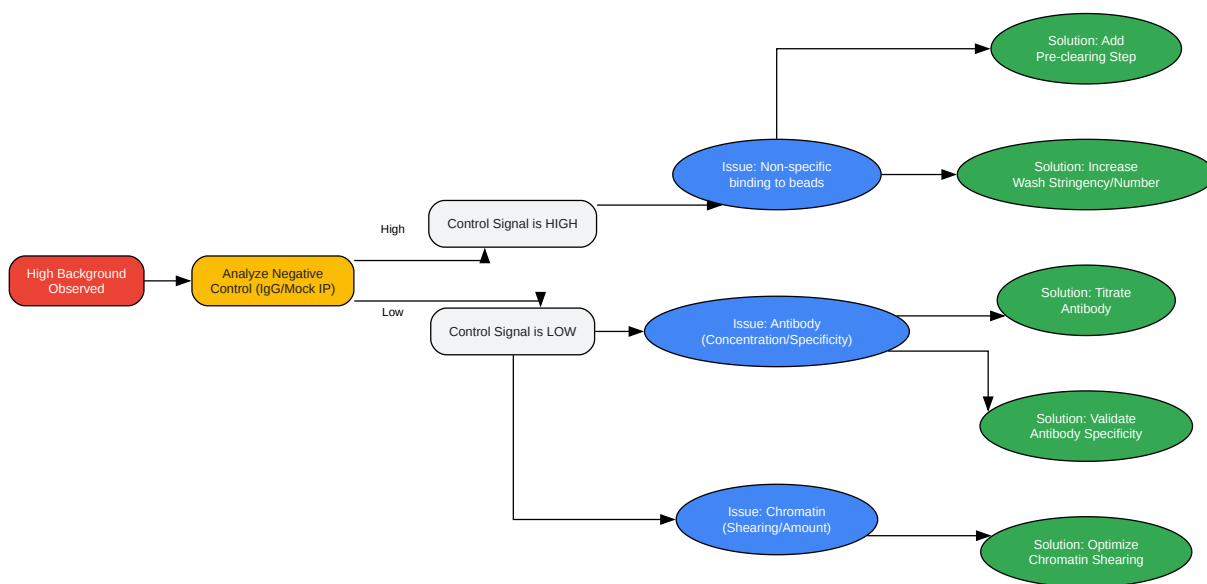 High Background
Observed
Analyze Negative
Control (IgG/Mock IP)
High
Low
Control Signal is HIGH
Control Signal is LOW
Issue: Non-specific
binding to beads
Issue: Antibody
(Concentration/Specificity)
Issue: Chromatin
(Shearing/Amount)
Solution: Add
Pre-clearing Step
Solution: Increase
Wash Stringency/Number
Solution: Titrate
Antibody
Solution: Validate
Antibody Specificity
Solution: Optimize
Chromatin Shearing